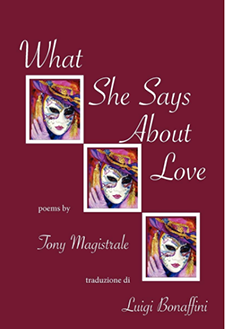 What
She Says
About
Love
poems by
Tony Magistrale
traduzione di
Luigi Bonaffini